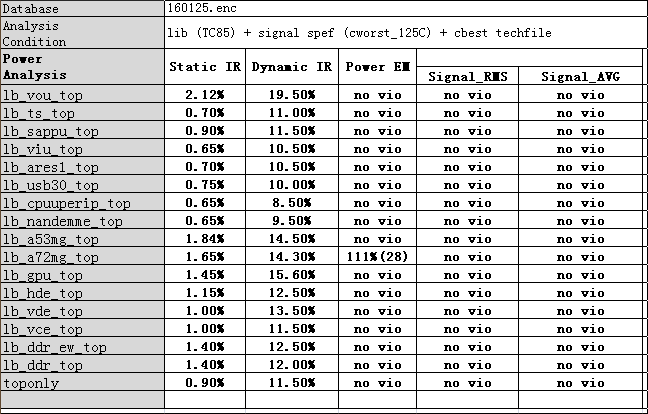 Database 160125.enc
Analysis
Condition lib (TC85) + signal spef (cworst_125C) + cbest techfile
Power
Analysis Static IR Dynamic IR Power EM Signal_RMS Signal_AVG
lb_vou_top 2.12% 19.50% no vio no vio no vio
lb_ts_top 0.70% 11.00% no vio no vio no vio
lb_sappu_top 0.90% 11.50% no vio no vio no vio
lb_viu_top 0.65% 10.50% no vio no vio no vio
lb_ares1_top 0.70% 10.50% no vio no vio no vio
lb_usb30_top 0.75% 10.00% no vio no vio no vio
lb_cpuuperip_top 0.65% 8.50% no vio no vio no vio
lb_nandemme_top 0.65% 9.50% no vio no vio no vio
lb_a53mg_top 1.84% 14.50% no vio no vio no vio
lb_a72mg_top 1.65% 14.30% 111%(28) no vio no vio
lb_gpu_top 1.45% 15.60% no vio no vio no vio
lb_hde_top 1.15% 12.50% no vio no vio no vio
lb_vde_top 1.00% 13.50% no vio no vio no vio
lb_vce_top 1.00% 11.50% no vio no vio no vio
lb_ddr_ew_top 1.40% 12.50% no vio no vio no vio
lb_ddr_top 1.40% 12.00% no vio no vio no vio
toponly 0.90% 11.50% no vio no vio no vio